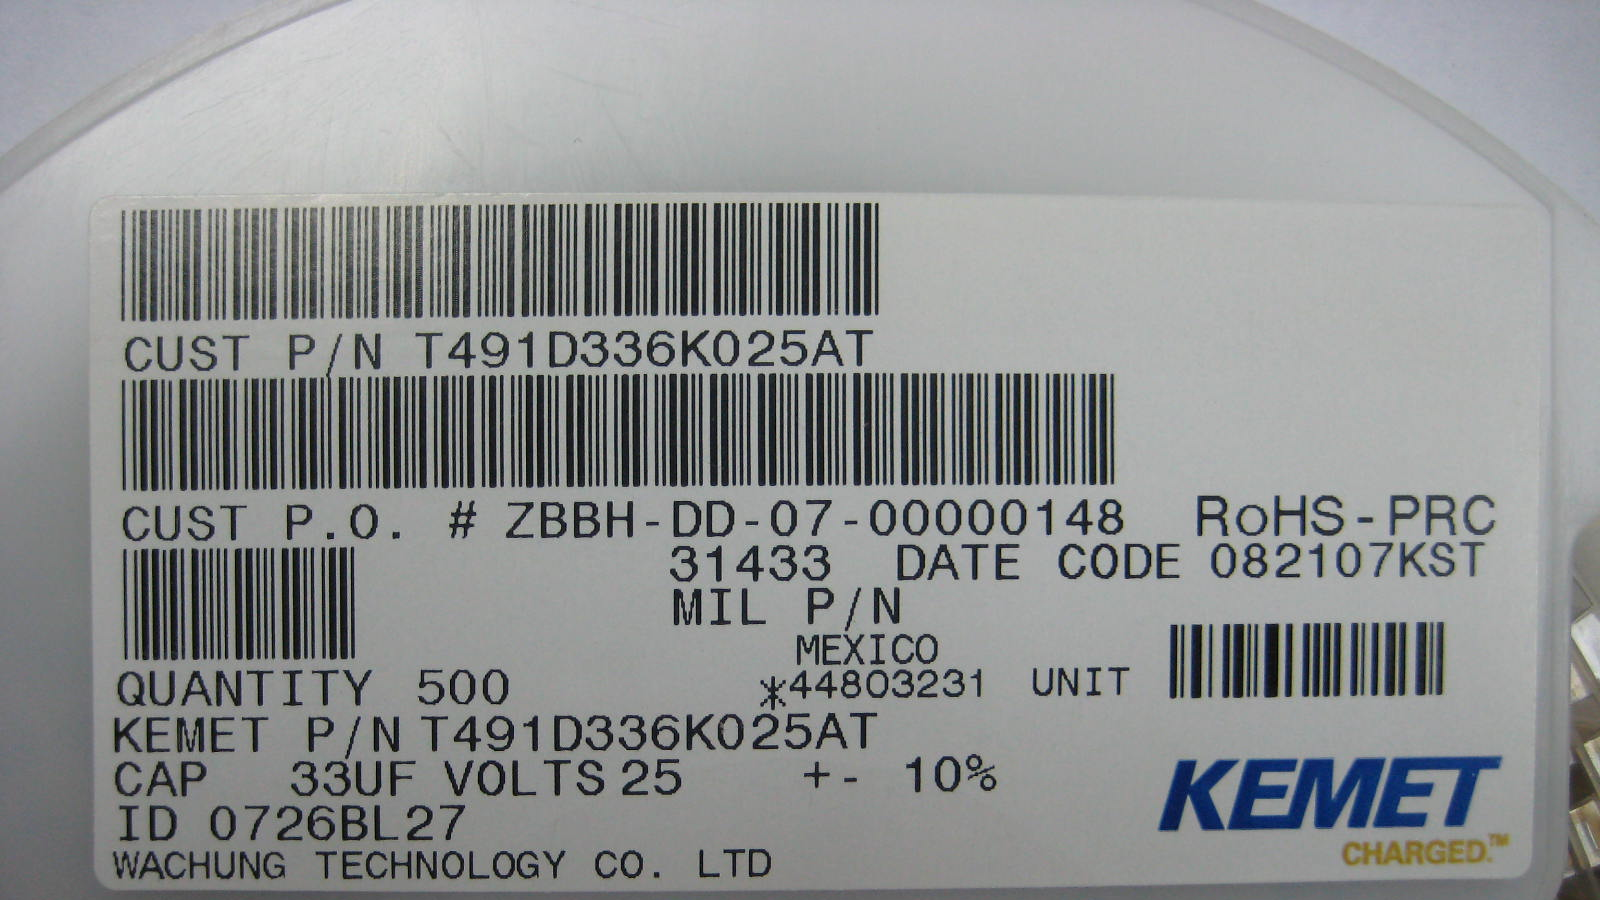 CUST P/N T491D336K025AT
CUST P.O. # ZBBH-DD-07-00000148 RoHS-PRC
31433 DATE CODE 082107KST
MIL P/N
MEXICO
QUANTITY 500 *44803231 UNIT
KEMET P/N T491D336K025AT
CAP 33UF VOLTS 25 +- 10%
ID 0726BL27
WACHUNG TECHNOLOGY CO. LTD
KEMET
CHARGED.™